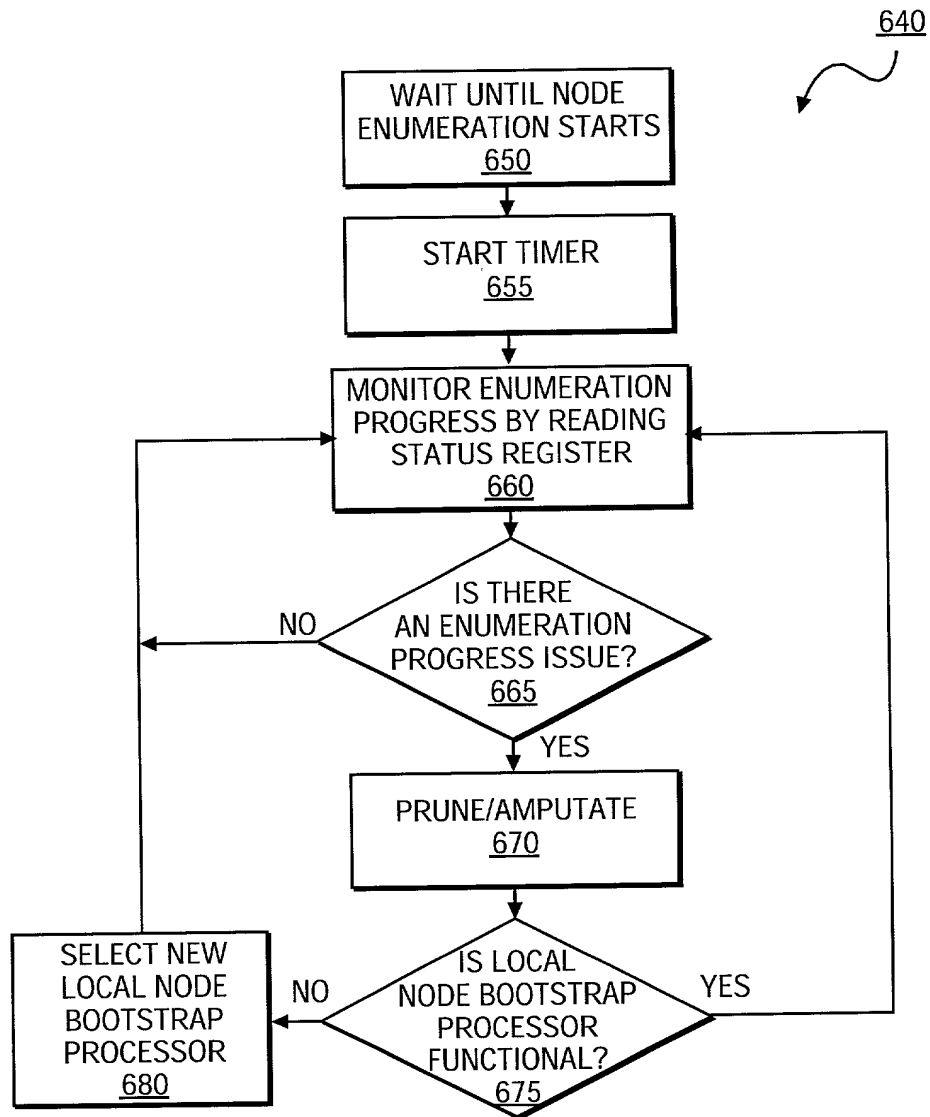 640
WAIT UNTIL NODE
ENUMERATION STARTS
650
START TIMER
655
MONITOR ENUMERATION
PROGRESS BY READING
STATUS REGISTER
660
IS THERE
AN ENUMERATION
PROGRESS ISSUE?
665
NO
YES
PRUNE/AMPUTATE
670
IS LOCAL
NODE BOOTSTRAP
PROCESSOR
FUNCTIONAL?
675
NO
YES
SELECT NEW
LOCAL NODE
BOOTSTRAP
PROCESSOR
680